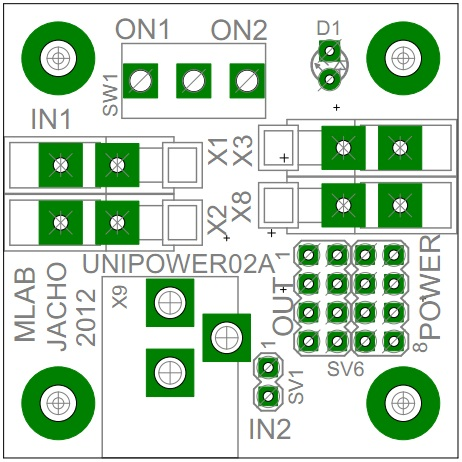 ON1
ON2
D1
SW1
IN1
X1
X3
X2
X8
UNIPOWER02A
MLAB
JACHO
2012
X9
OUT
1
POWER
8
SV6
1
SV1
IN2